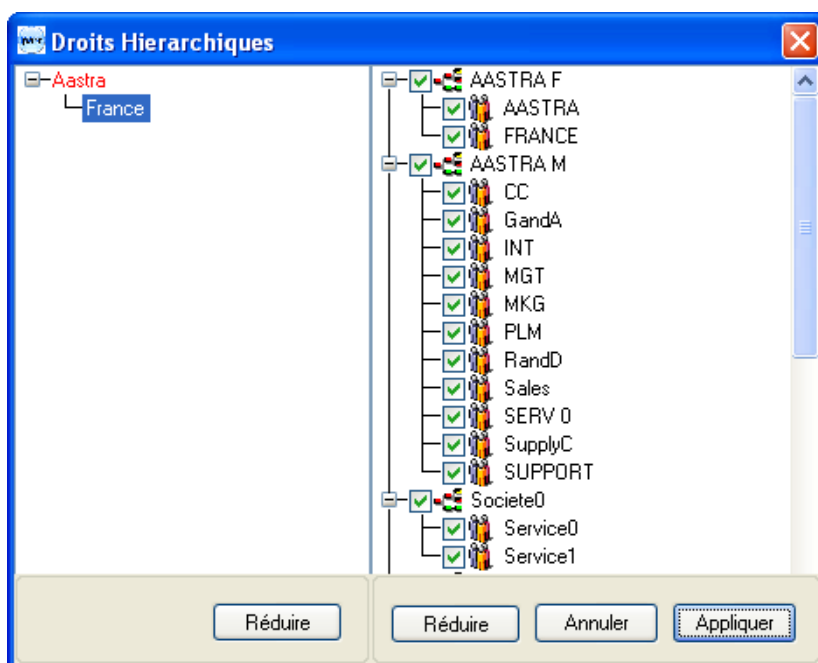 Droits Hierarchiques
Aastra
France
AASTRA F
AASTRA
FRANCE
AASTRA M
CC
GandA
INT
MGT
MKG
PLM
RandD
Sales
SERV 0
SupplyC
SUPPORT
Societe0
Service0
Service1
Réduire
Réduire
Annuler
Appliquer